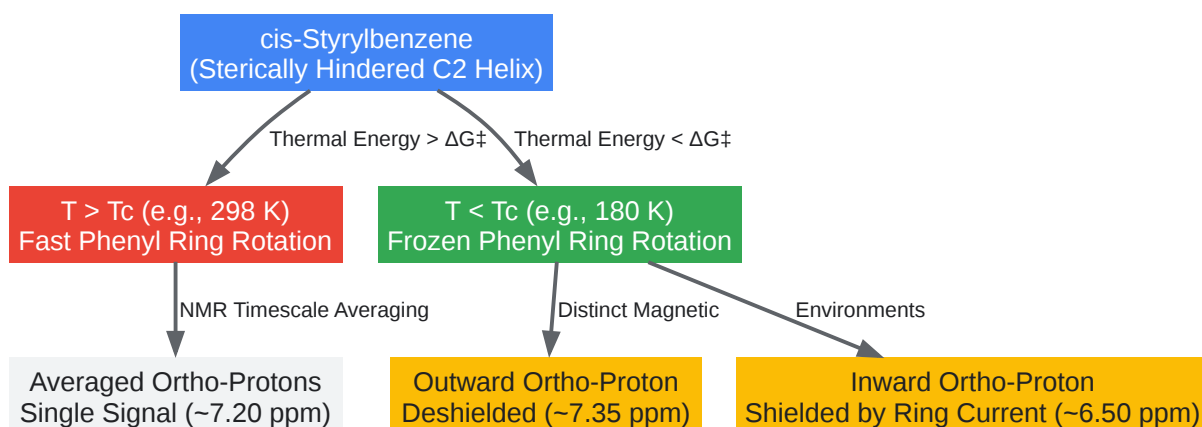 cis-Styrylbenzene
(Sterically Hindered C2 Helix)
Thermal Energy > ΔG‡
Thermal Energy < ΔG‡
T > Tc (e.g., 298 K)
Fast Phenyl Ring Rotation
T < Tc (e.g., 180 K)
Frozen Phenyl Ring Rotation
NMR Timescale Averaging
Distinct Magnetic
Environments
Averaged Ortho-Protons
Single Signal (~7.20 ppm)
Outward Ortho-Proton
Deshielded (~7.35 ppm)
Inward Ortho-Proton
Shielded by Ring Current (~6.50 ppm)